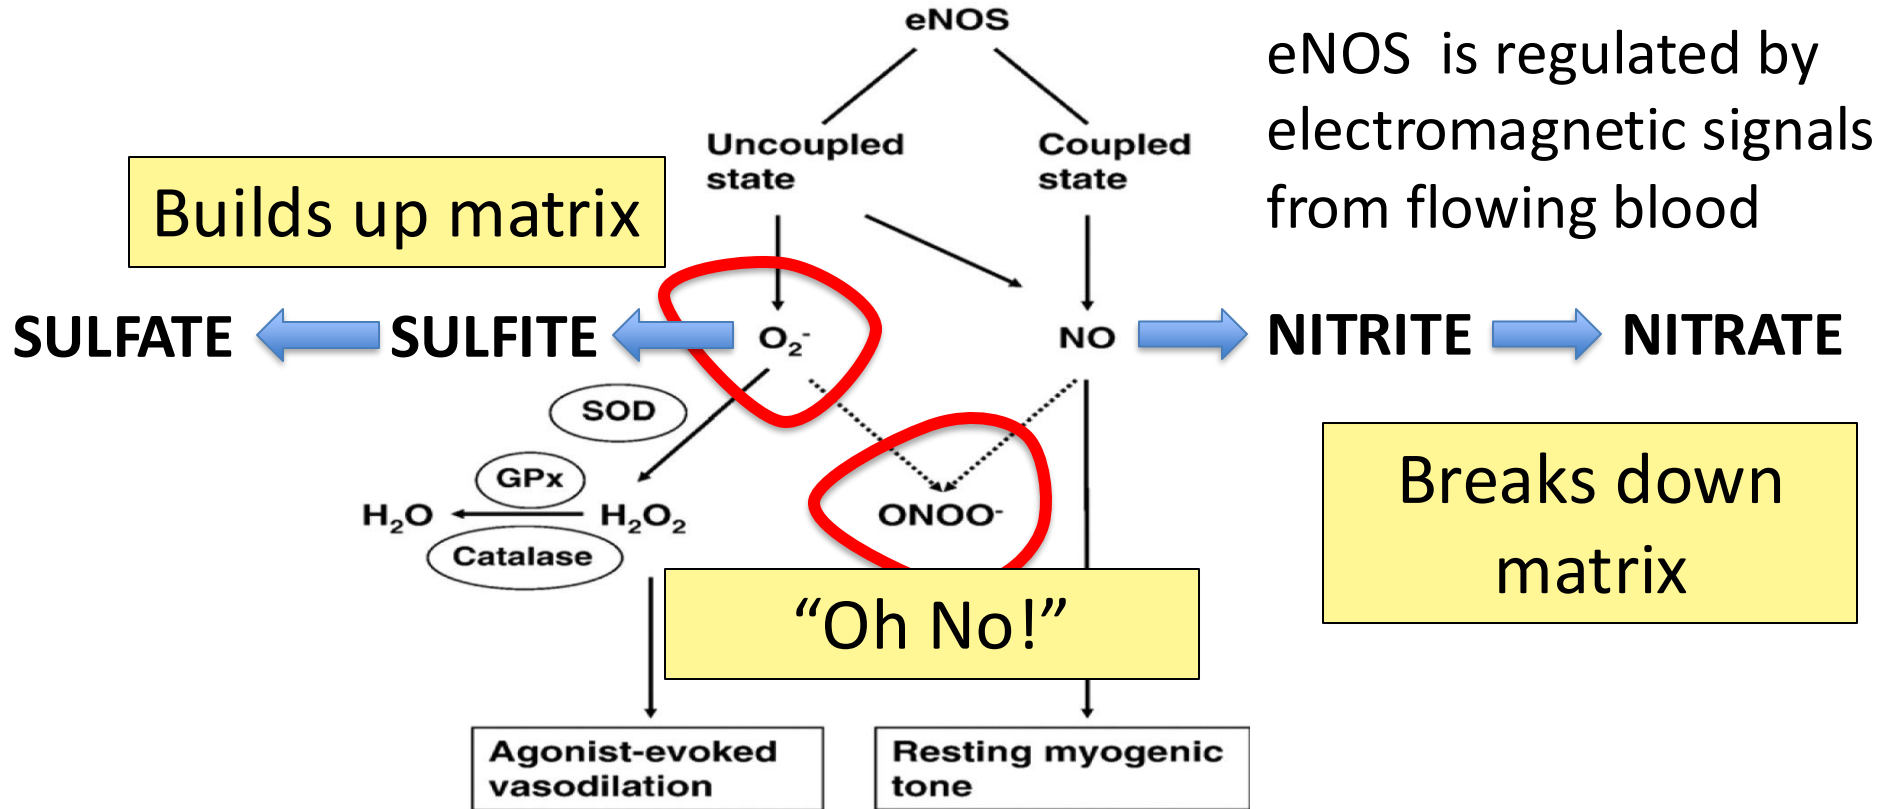 eNOS
eNOS  is regulated by
electromagnetic signals
from flowing blood
Uncoupled
state
Coupled
state
Builds up matrix
SULFATE
SULFITE
O₂⁻
NO
NITRITE
NITRATE
SOD
GPx
H₂O
H₂O₂
Catalase
ONOO⁻
Breaks down
matrix
“Oh No!”
Agonist-evoked
vasodilation
Resting myogenic
tone